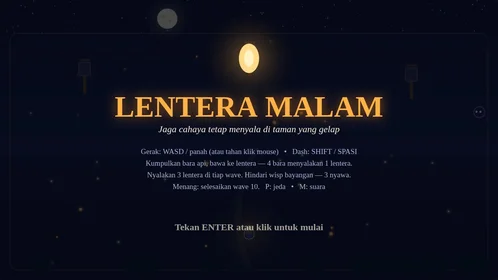 LENTERA MALAM
Jaga cahaya tetap menyala di taman yang gelap
Gerak: WASD / panah (atau tahan klik mouse) • Dash: SHIFT / SPASI
Kumpulkan bara api, bawa ke lentera — 4 bara menyalakan 1 lentera.
Nyalakan 3 lentera di tiap wave. Hindari wisp bayangan — 3 nyawa.
Menang: selesaikan wave 10. P: jeda • M: suara
Tekan ENTER atau klik untuk mulai